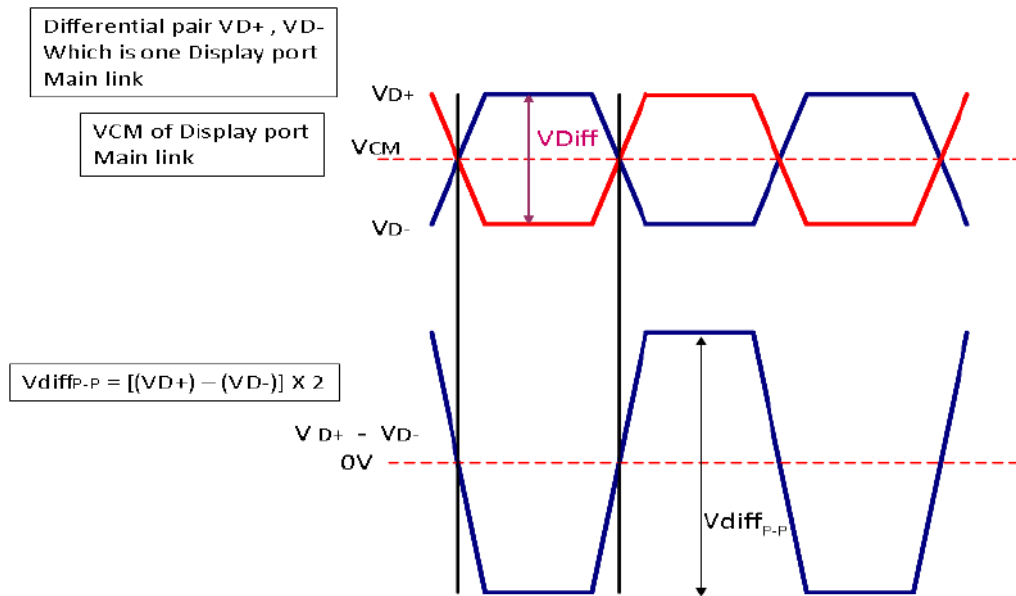 Differential pair VD+ , VD-
Which is one Display port
Main link
VCM of Display port
Main link
VD+
VDiff
VCM
VD-
VdiffP-P = [(VD+) – (VD-)] X 2
V D+ - VD-
0V
VdiffP-P